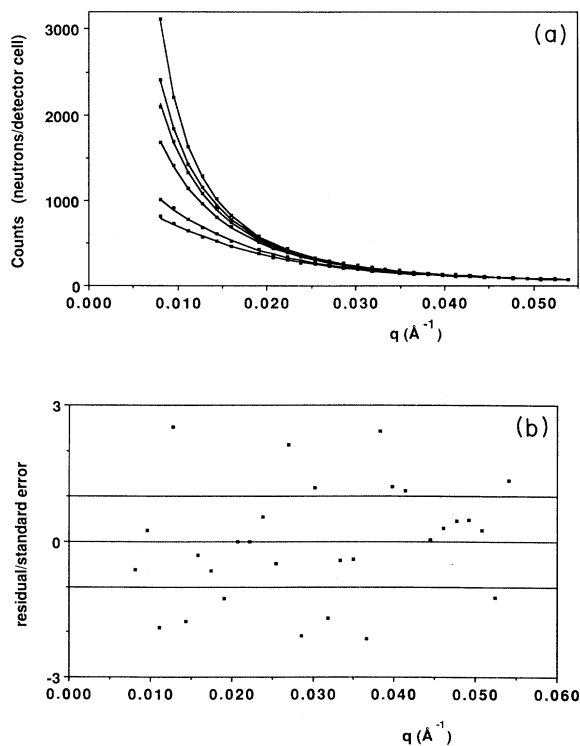 (a)
3000
2000
1000
0
Counts (neutrons/detector cell)
0.000 0.010 0.020 0.030 0.040 0.050
q (Å⁻¹)
(b)
3
0
-3
residual/standard error
0.000 0.010 0.020 0.030 0.040 0.050 0.060
q (Å⁻¹)